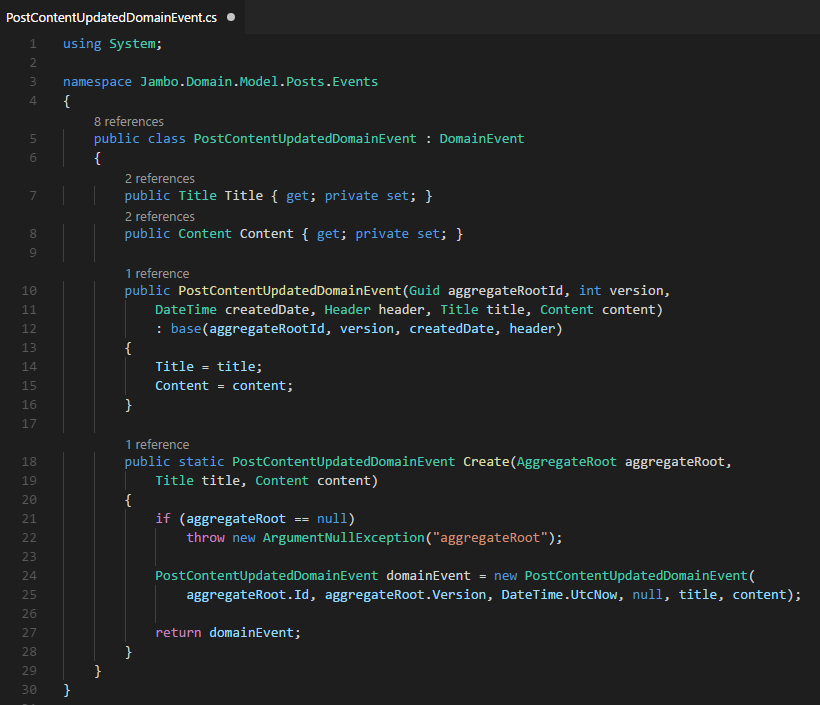 PostContentUpdatedDomainEvent.cs
1 using System;
2
3 namespace Jambo.Domain.Model.Posts.Events
4 {
8 references
5 public class PostContentUpdatedDomainEvent : DomainEvent
6 {
2 references
7 public Title Title { get; private set; }
2 references
8 public Content Content { get; private set; }
9
1 reference
10 public PostContentUpdatedDomainEvent(Guid aggregateRootId, int version,
11 DateTime createdDate, Header header, Title title, Content content)
12 : base(aggregateRootId, version, createdDate, header)
13 {
14 Title = title;
15 Content = content;
16 }
17
1 reference
18 public static PostContentUpdatedDomainEvent Create(AggregateRoot aggregateRoot,
19 Title title, Content content)
20 {
21 if (aggregateRoot == null)
22 throw new ArgumentNullException("aggregateRoot");
23
24 PostContentUpdatedDomainEvent domainEvent = new PostContentUpdatedDomainEvent(
25 aggregateRoot.Id, aggregateRoot.Version, DateTime.UtcNow, null, title, content);
26
27 return domainEvent;
28 }
29 }
30 }